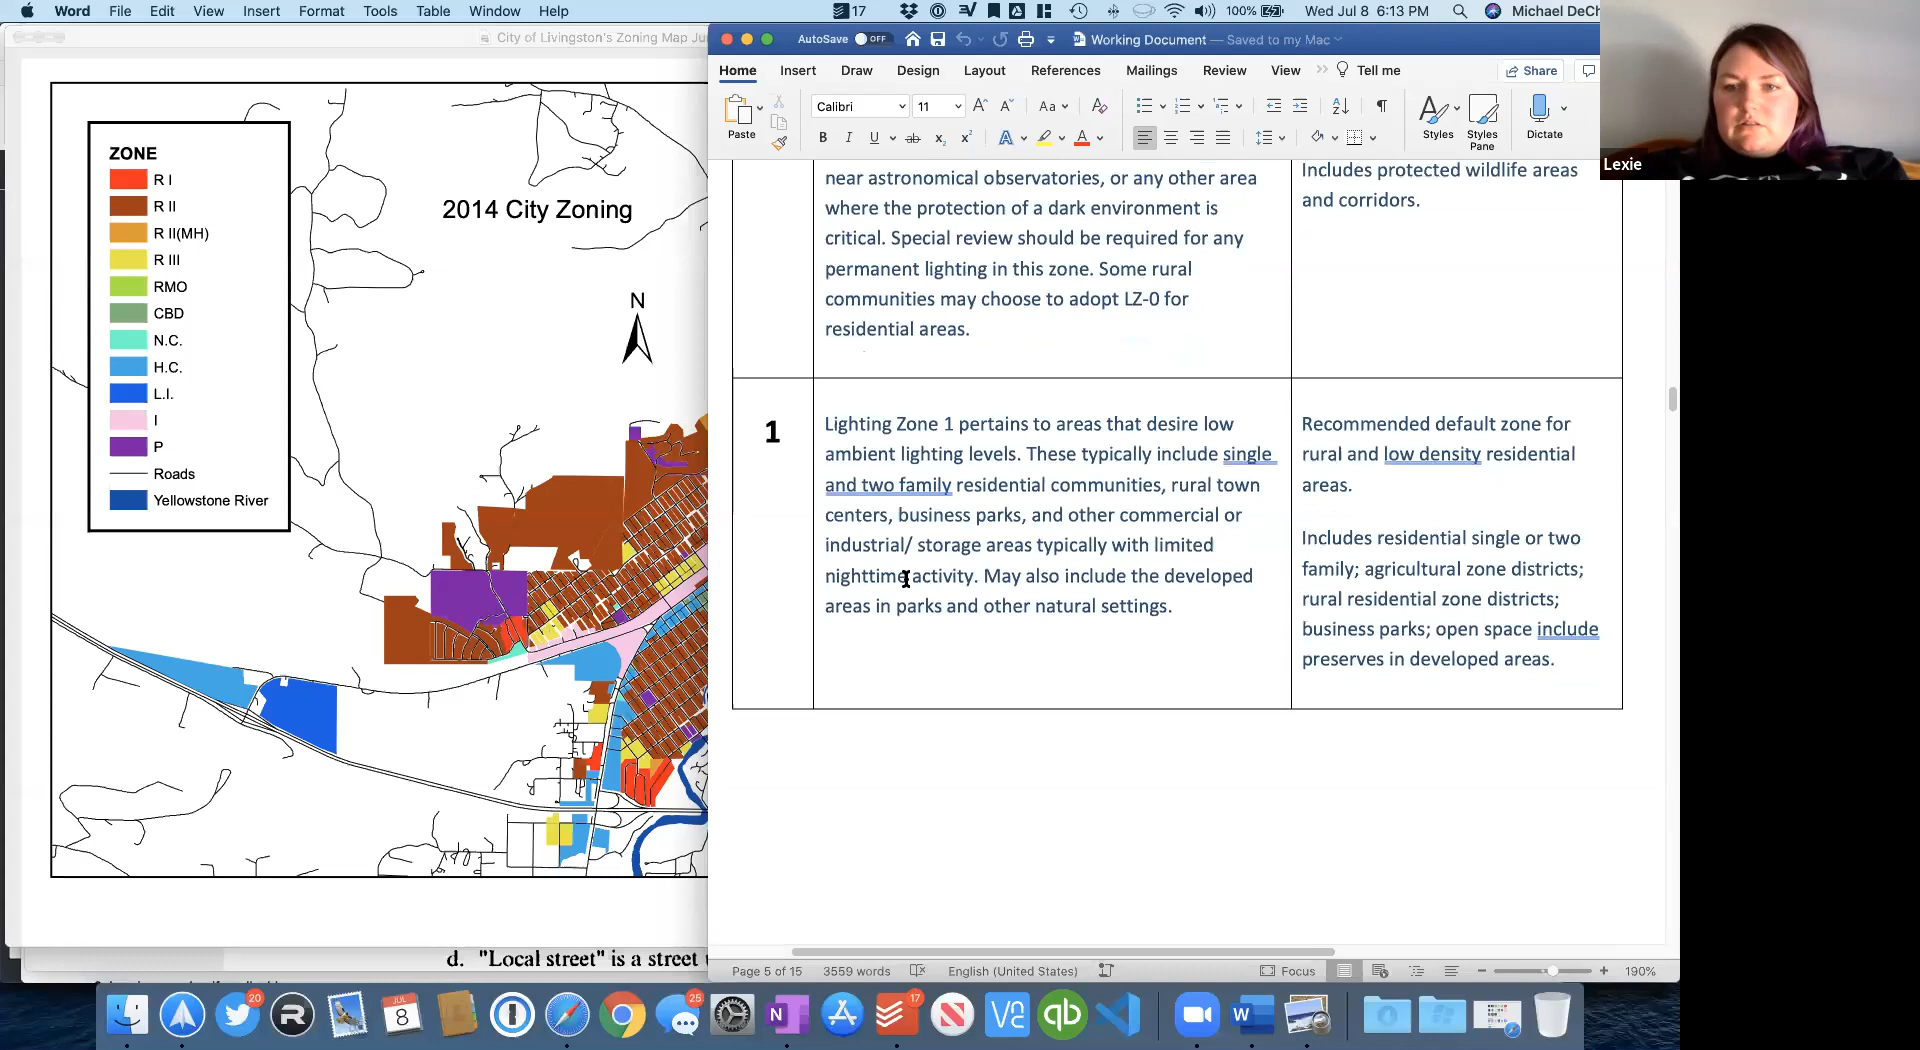 Word File Edit View Insert Format Tools Table Window Help 17 100% Wed Jul 8 6:13 PM Michael DeCh
City of Livingston's Zoning Map Ju
AutoSave OFF Working Document — Saved to my Mac
Home Insert Draw Design Layout References Mailings Review View Tell me Share
Paste Calibri 11 Aa Styles Styles Pane Dictate
Lexie
ZONE
R I
R II
R II(MH)
R III
RMO
CBD
N.C.
H.C.
L.I.
I
P
Roads
Yellowstone River
2014 City Zoning
N
near astronomical observatories, or any other area
where the protection of a dark environment is
critical. Special review should be required for any
permanent lighting in this zone. Some rural
communities may choose to adopt LZ-0 for
residential areas.
Includes protected wildlife areas
and corridors.
1
Lighting Zone 1 pertains to areas that desire low
ambient lighting levels. These typically include single
and two family residential communities, rural town
centers, business parks, and other commercial or
industrial/ storage areas typically with limited
nighttime activity. May also include the developed
areas in parks and other natural settings.
Recommended default zone for
rural and low density residential
areas.
Includes residential single or two
family; agricultural zone districts;
rural residential zone districts;
business parks; open space include
preserves in developed areas.
d. "Local street" is a street
Page 5 of 15 3559 words English (United States) Focus 190%
20
JUL
8
25
17